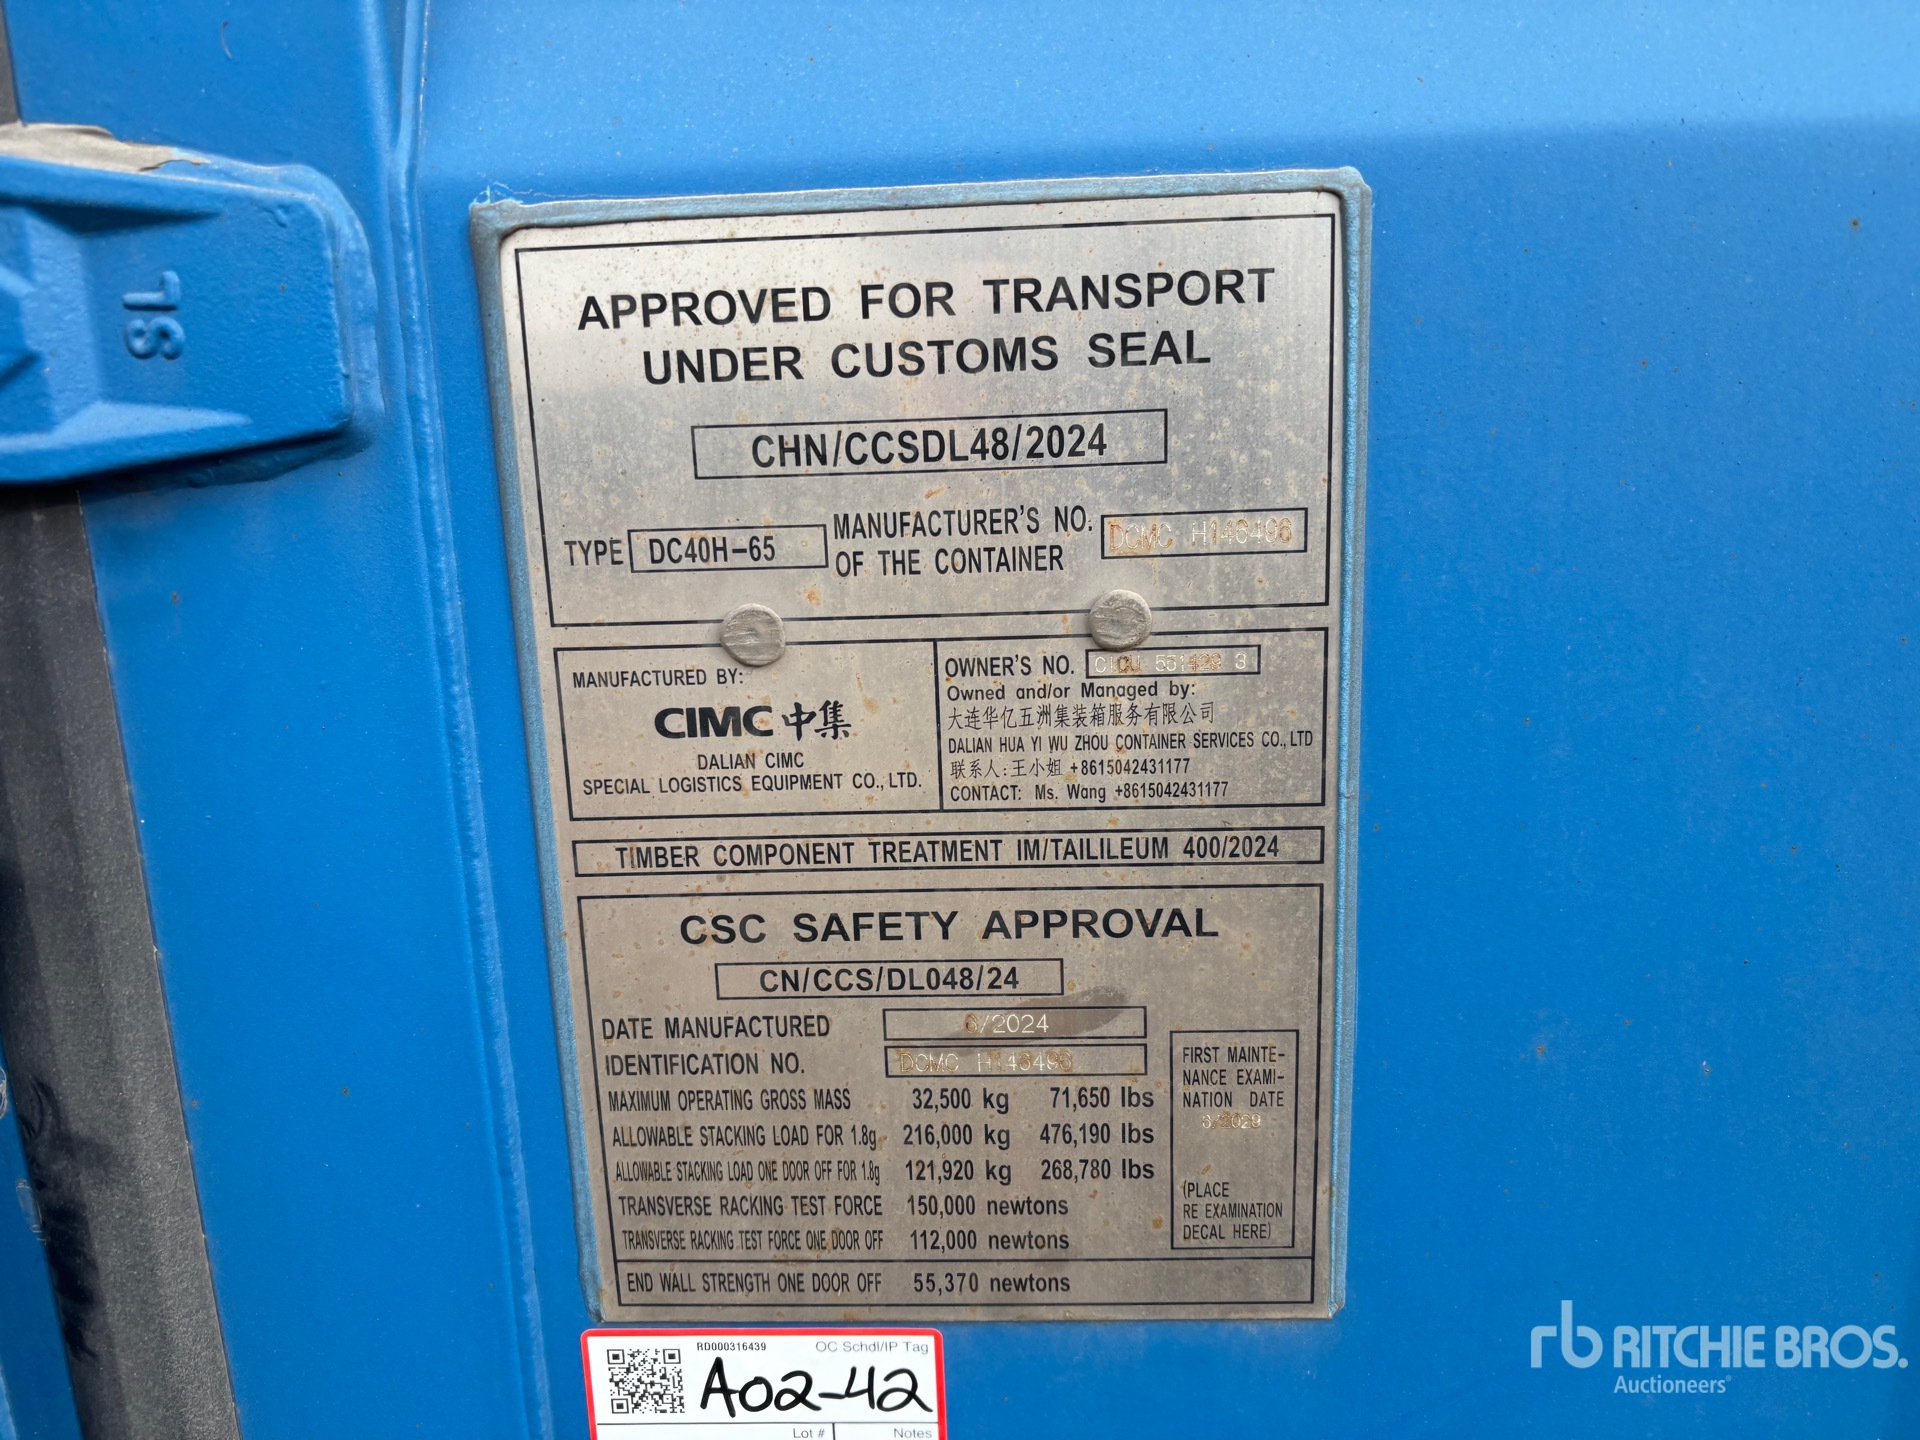 SL
APPROVED FOR TRANSPORT
UNDER CUSTOMS SEAL
CHN/CCSDL48/2024
TYPE DC40H-65
MANUFACTURER'S NO.
OF THE CONTAINER
DCMC H146496
MANUFACTURED BY:
CIMC 中集
DALIAN CIMC
SPECIAL LOGISTICS EQUIPMENT CO., LTD.
OWNER'S NO.
Owned and/or Managed by:
大连华亿五洲集装箱服务有限公司
DALIAN HUA YI WU ZHOU CONTAINER SERVICES CO., LTD
联系人:王小姐 +8615042431177
CONTACT: Ms. Wang +8615042431177
TIMBER COMPONENT TREATMENT IM/TAILILEUM 400/2024
CSC SAFETY APPROVAL
CN/CCS/DL048/24
DATE MANUFACTURED 6/2024
IDENTIFICATION NO. DCMC H146496
MAXIMUM OPERATING GROSS MASS 32,500 kg 71,650 lbs
ALLOWABLE STACKING LOAD FOR 1.8g 216,000 kg 476,190 lbs
ALLOWABLE STACKING LOAD ONE DOOR OFF FOR 1.8g 121,920 kg 268,780 lbs
TRANSVERSE RACKING TEST FORCE 150,000 newtons
TRANSVERSE RACKING TEST FORCE ONE DOOR OFF 112,000 newtons
END WALL STRENGTH ONE DOOR OFF 55,370 newtons
FIRST MAINTE-
NANCE EXAMI-
NATION DATE
6/2029
(PLACE
RE EXAMINATION
DECAL HERE)
RD000316439 OC Schdl/IP Tag
A02-42
Lot # Notes
rb RITCHIE BROS.
Auctioneers